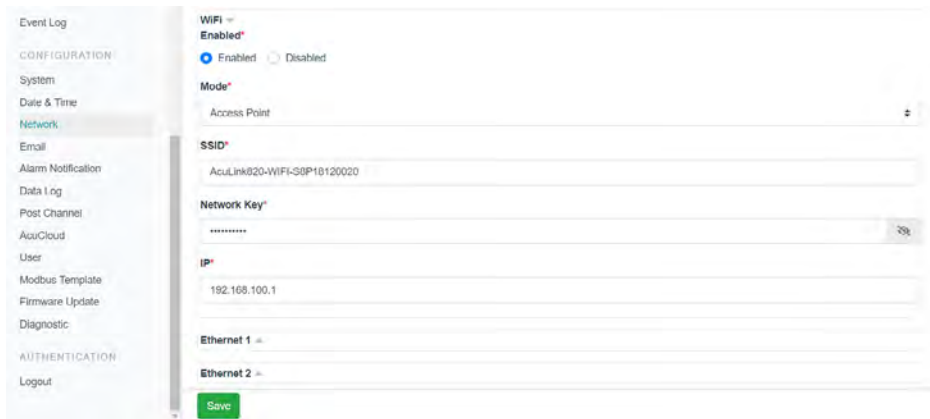 Event Log
CONFIGURATION
System
Date & Time
Network
Email
Alarm Notification
Data Log
Post Channel
AcuCloud
User
Modbus Template
Firmware Update
Diagnostic
AUTHENTICATION
Logout
WiFi
Enabled*
Enabled Disabled
Mode*
Access Point
SSID*
AcuLink820-WIFI-S8P18120020
Network Key*
••••••••••
IP*
192.168.100.1
Ethernet 1
Ethernet 2
Save